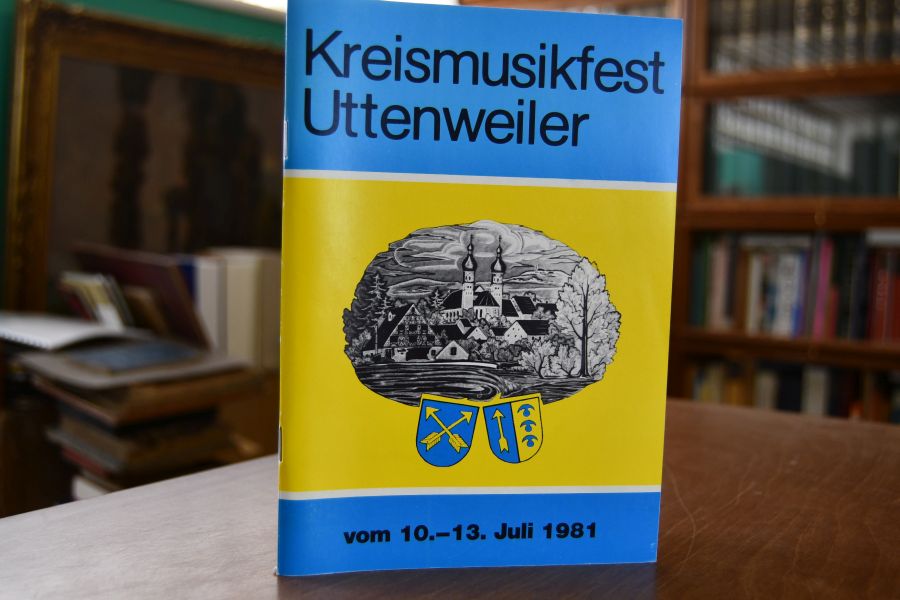 Kreismusikfest
Uttenweiler
vom 10.–13. Juli 1981